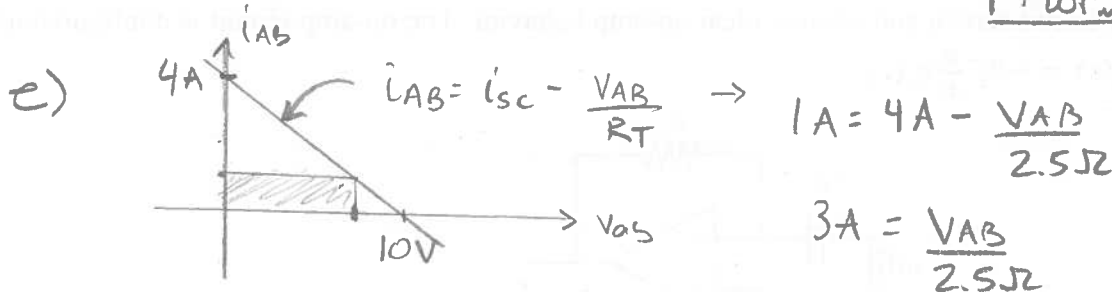 i_AB
e)
4A
i_AB = i_sc - V_AB / R_T → 1A = 4A - V_AB / 2.5Ω
10V
V_ab
3A = V_AB / 2.5Ω